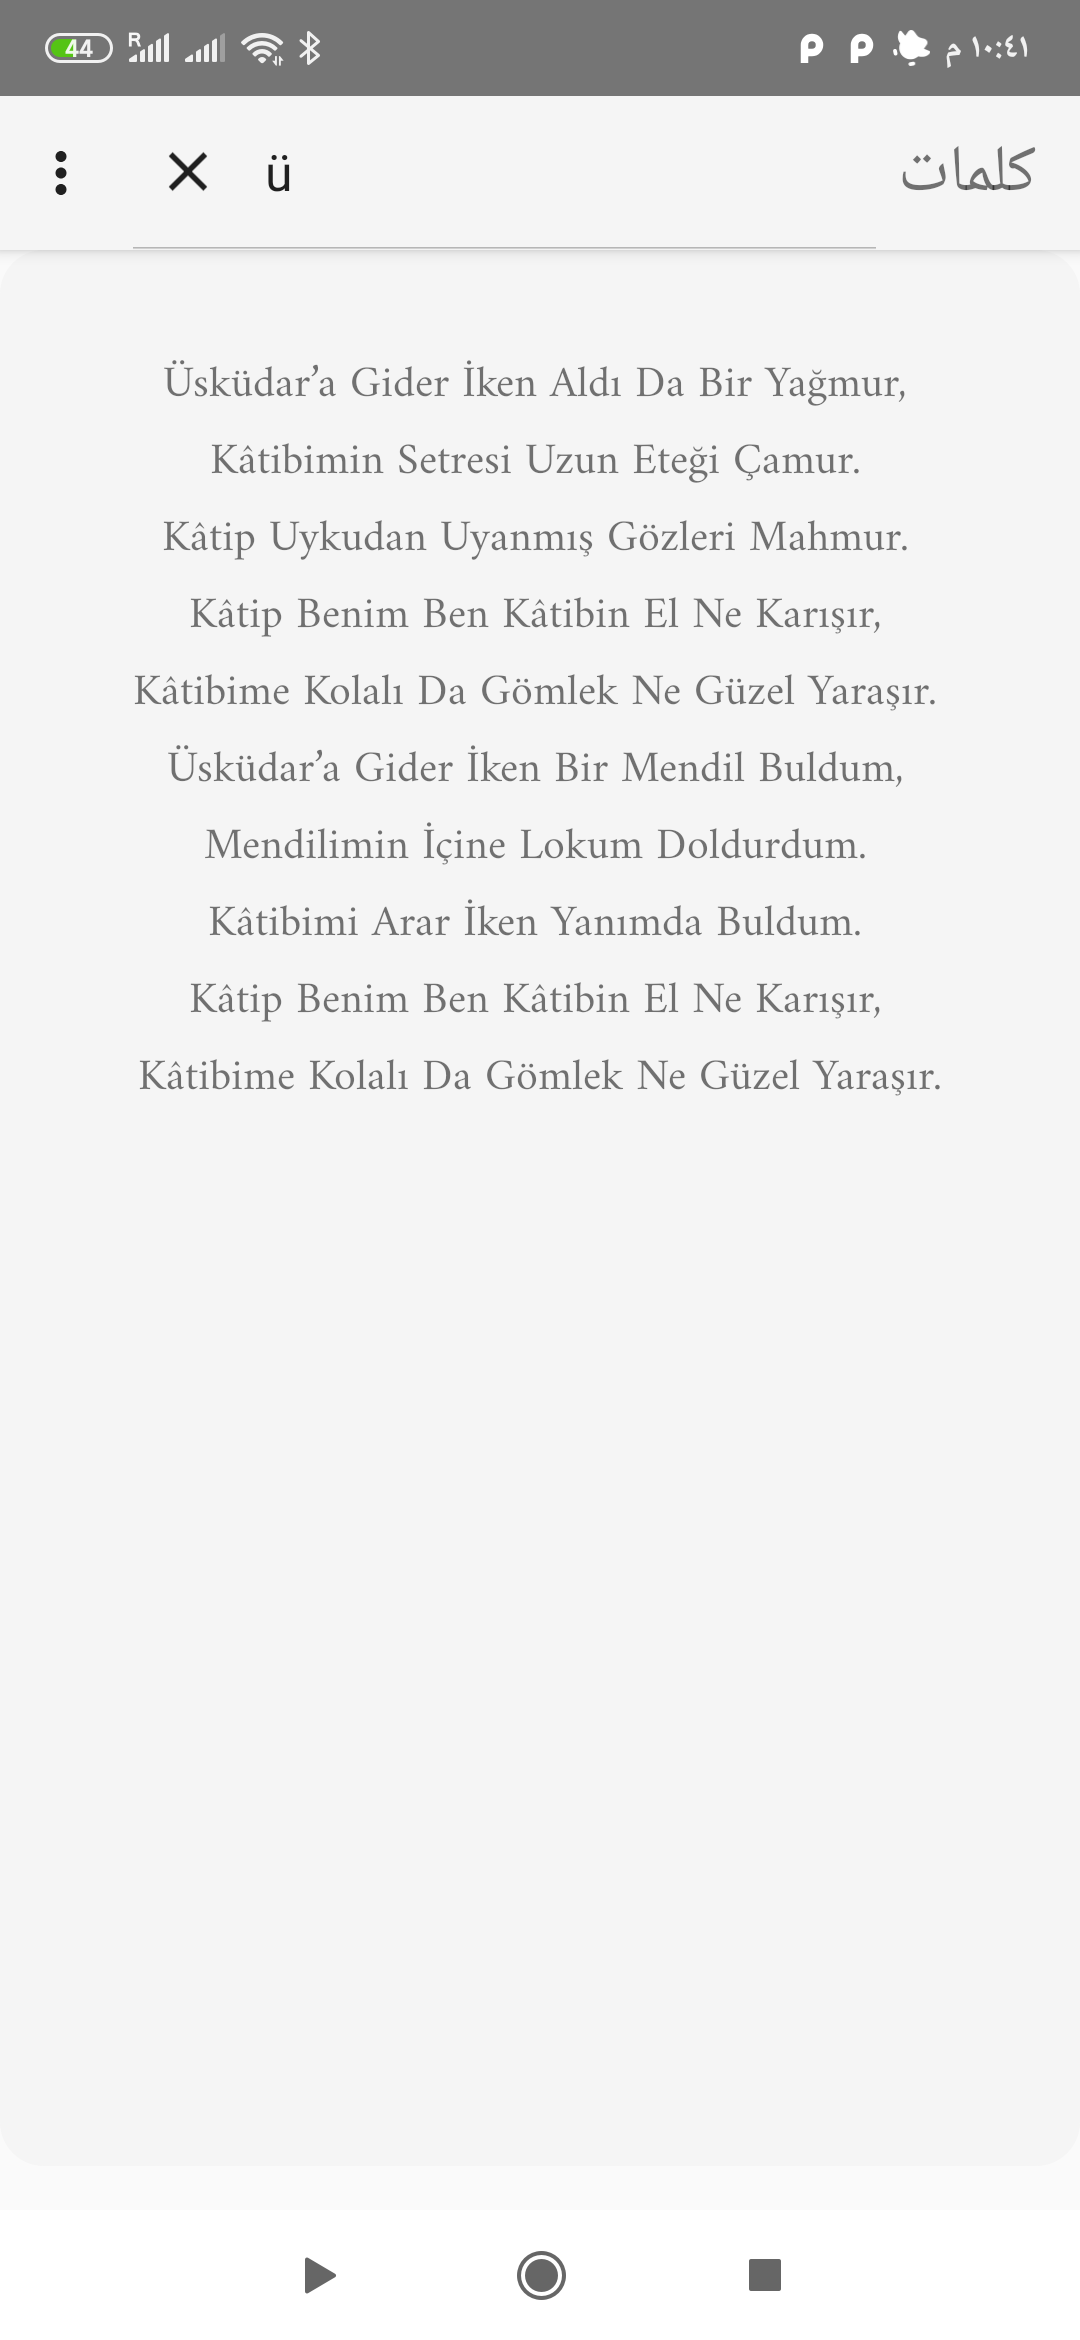 44 R P P م ١٠:٤١
كلمات ü
Üsküdar’a Gider İken Aldı Da Bir Yağmur,
Kâtibimin Setresi Uzun Eteği Çamur.
Kâtip Uykudan Uyanmış Gözleri Mahmur.
Kâtip Benim Ben Kâtibin El Ne Karışır,
Kâtibime Kolalı Da Gömlek Ne Güzel Yaraşır.
Üsküdar’a Gider İken Bir Mendil Buldum,
Mendilimin İçine Lokum Doldurdum.
Kâtibimi Arar İken Yanımda Buldum.
Kâtip Benim Ben Kâtibin El Ne Karışır,
Kâtibime Kolalı Da Gömlek Ne Güzel Yaraşır.